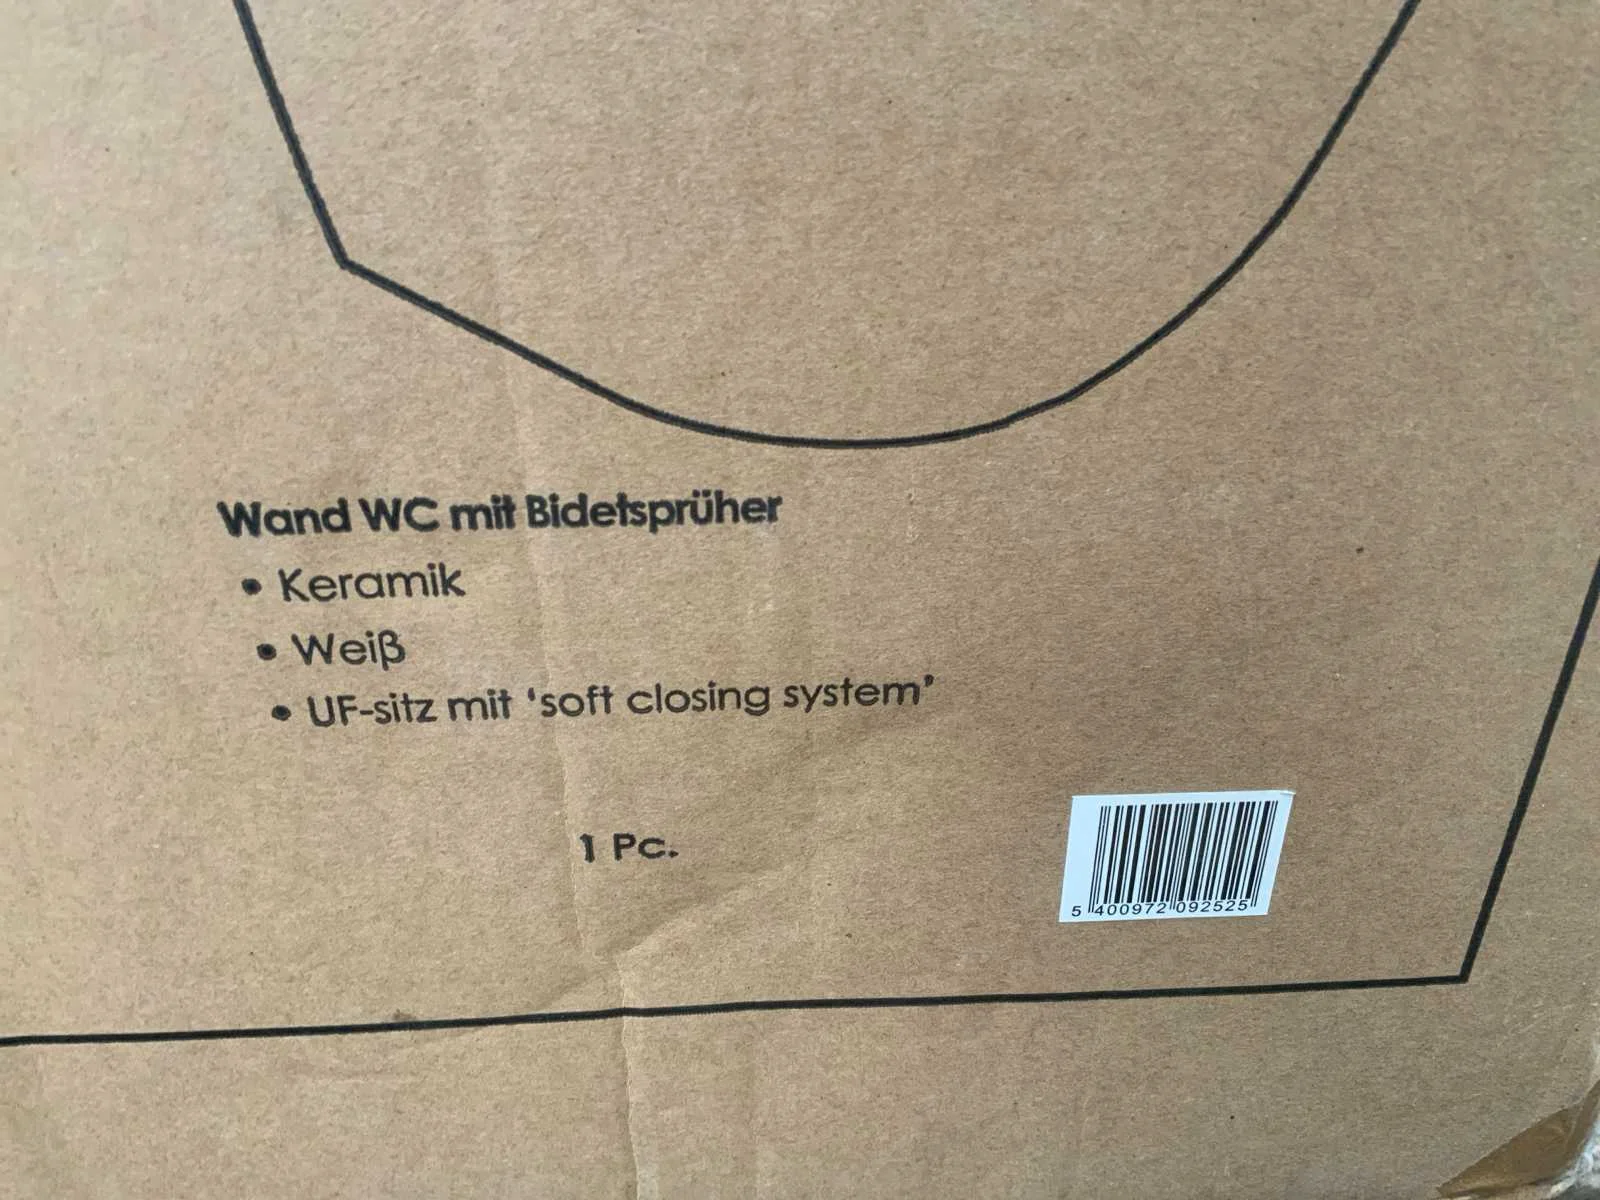 Wand WC mit Bidetsprüher
• Keramik
• Weiß
• UF-sitz mit ‘soft closing system’
1 Pc.
5 400972 092525